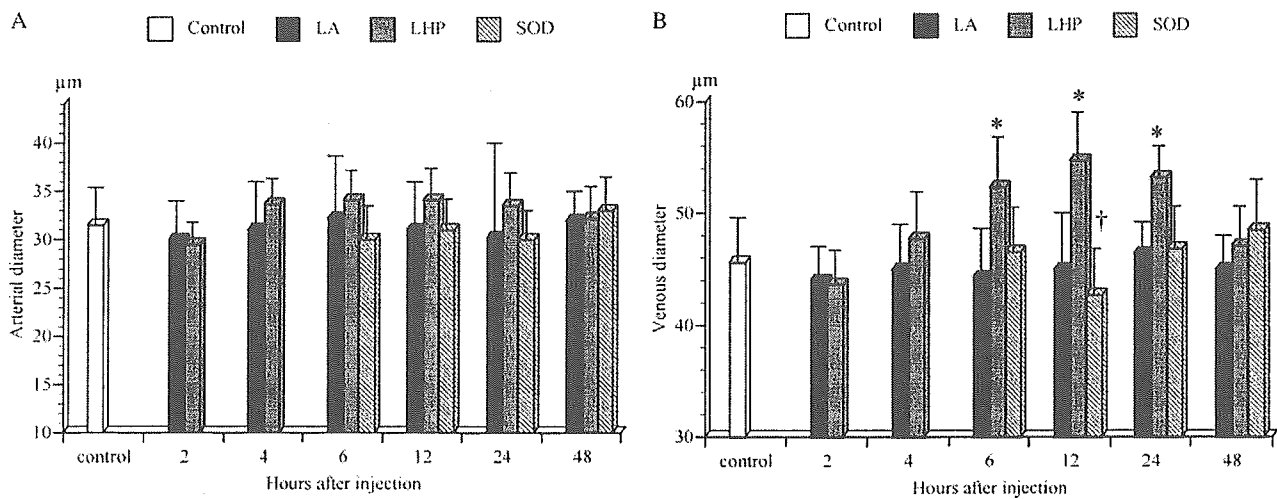 A
Control LA LHP SOD
µm
40
35
30
25
20
15
10
Arterial diameter
control 2 4 6 12 24 48
Hours after injection
B
Control LA LHP SOD
µm
60
50
40
30
Venous diameter
* * *
†
control 2 4 6 12 24 48
Hours after injection